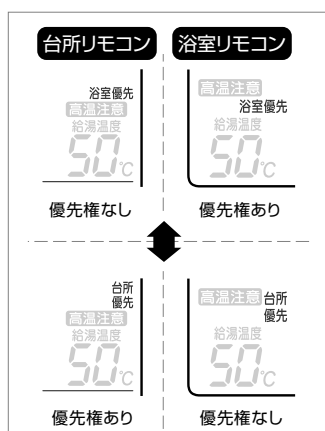 台所リモコン
浴室リモコン
浴室優先
高温注意
給湯温度
50℃
優先権なし
高温注意
浴室優先
給湯温度
50℃
優先権あり
台所
優先
高温注意
給湯温度
50℃
優先権あり
高温注意 台所
優先
給湯温度
50℃
優先権なし